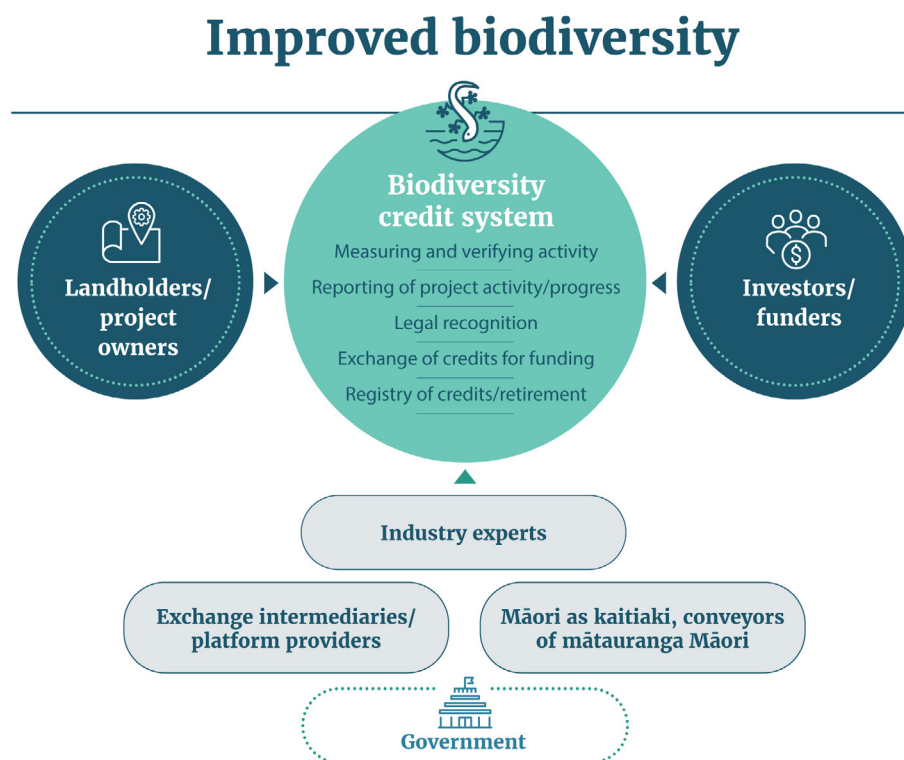 Improved biodiversity
Biodiversity
credit system
Measuring and verifying activity
Reporting of project activity/progress
Legal recognition
Exchange of credits for funding
Registry of credits/retirement
Landholders/
project
owners
Investors/
funders
Industry experts
Exchange intermediaries/
platform providers
Māori as kaitiaki, conveyors
of mātauranga Māori
Government